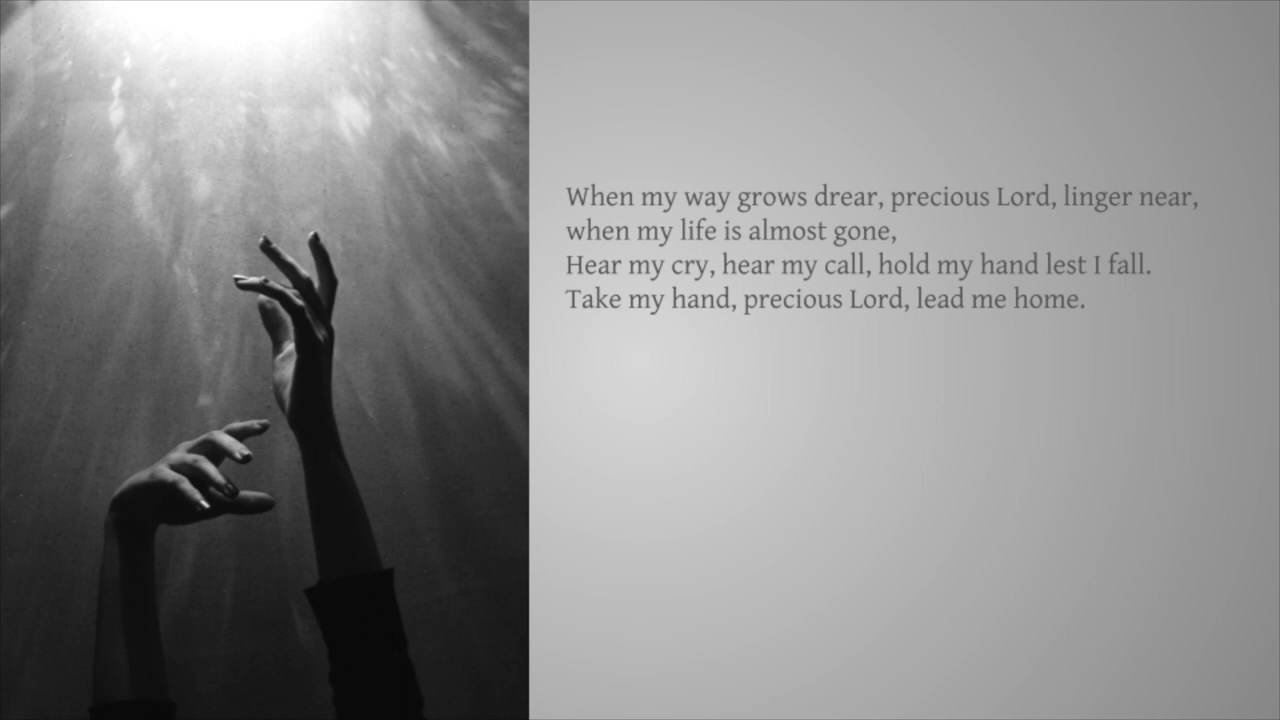 When my way grows drear, precious Lord, linger near,
when my life is almost gone,
Hear my cry, hear my call, hold my hand lest I fall.
Take my hand, precious Lord, lead me home.